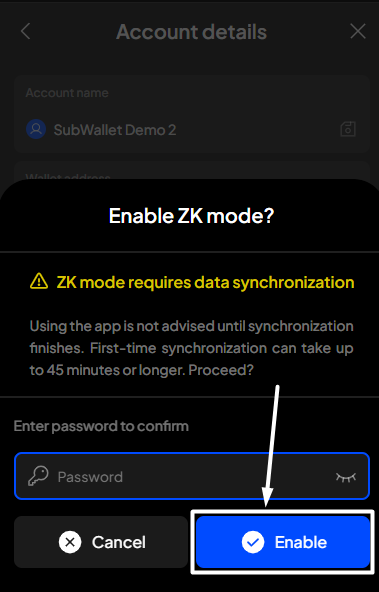 Account details
Account name
SubWallet Demo 2
Wallet address
Enable ZK mode?
ZK mode requires data synchronization
Using the app is not advised until synchronization
finishes. First-time synchronization can take up
to 45 minutes or longer. Proceed?
Enter password to confirm
Password
Cancel
Enable